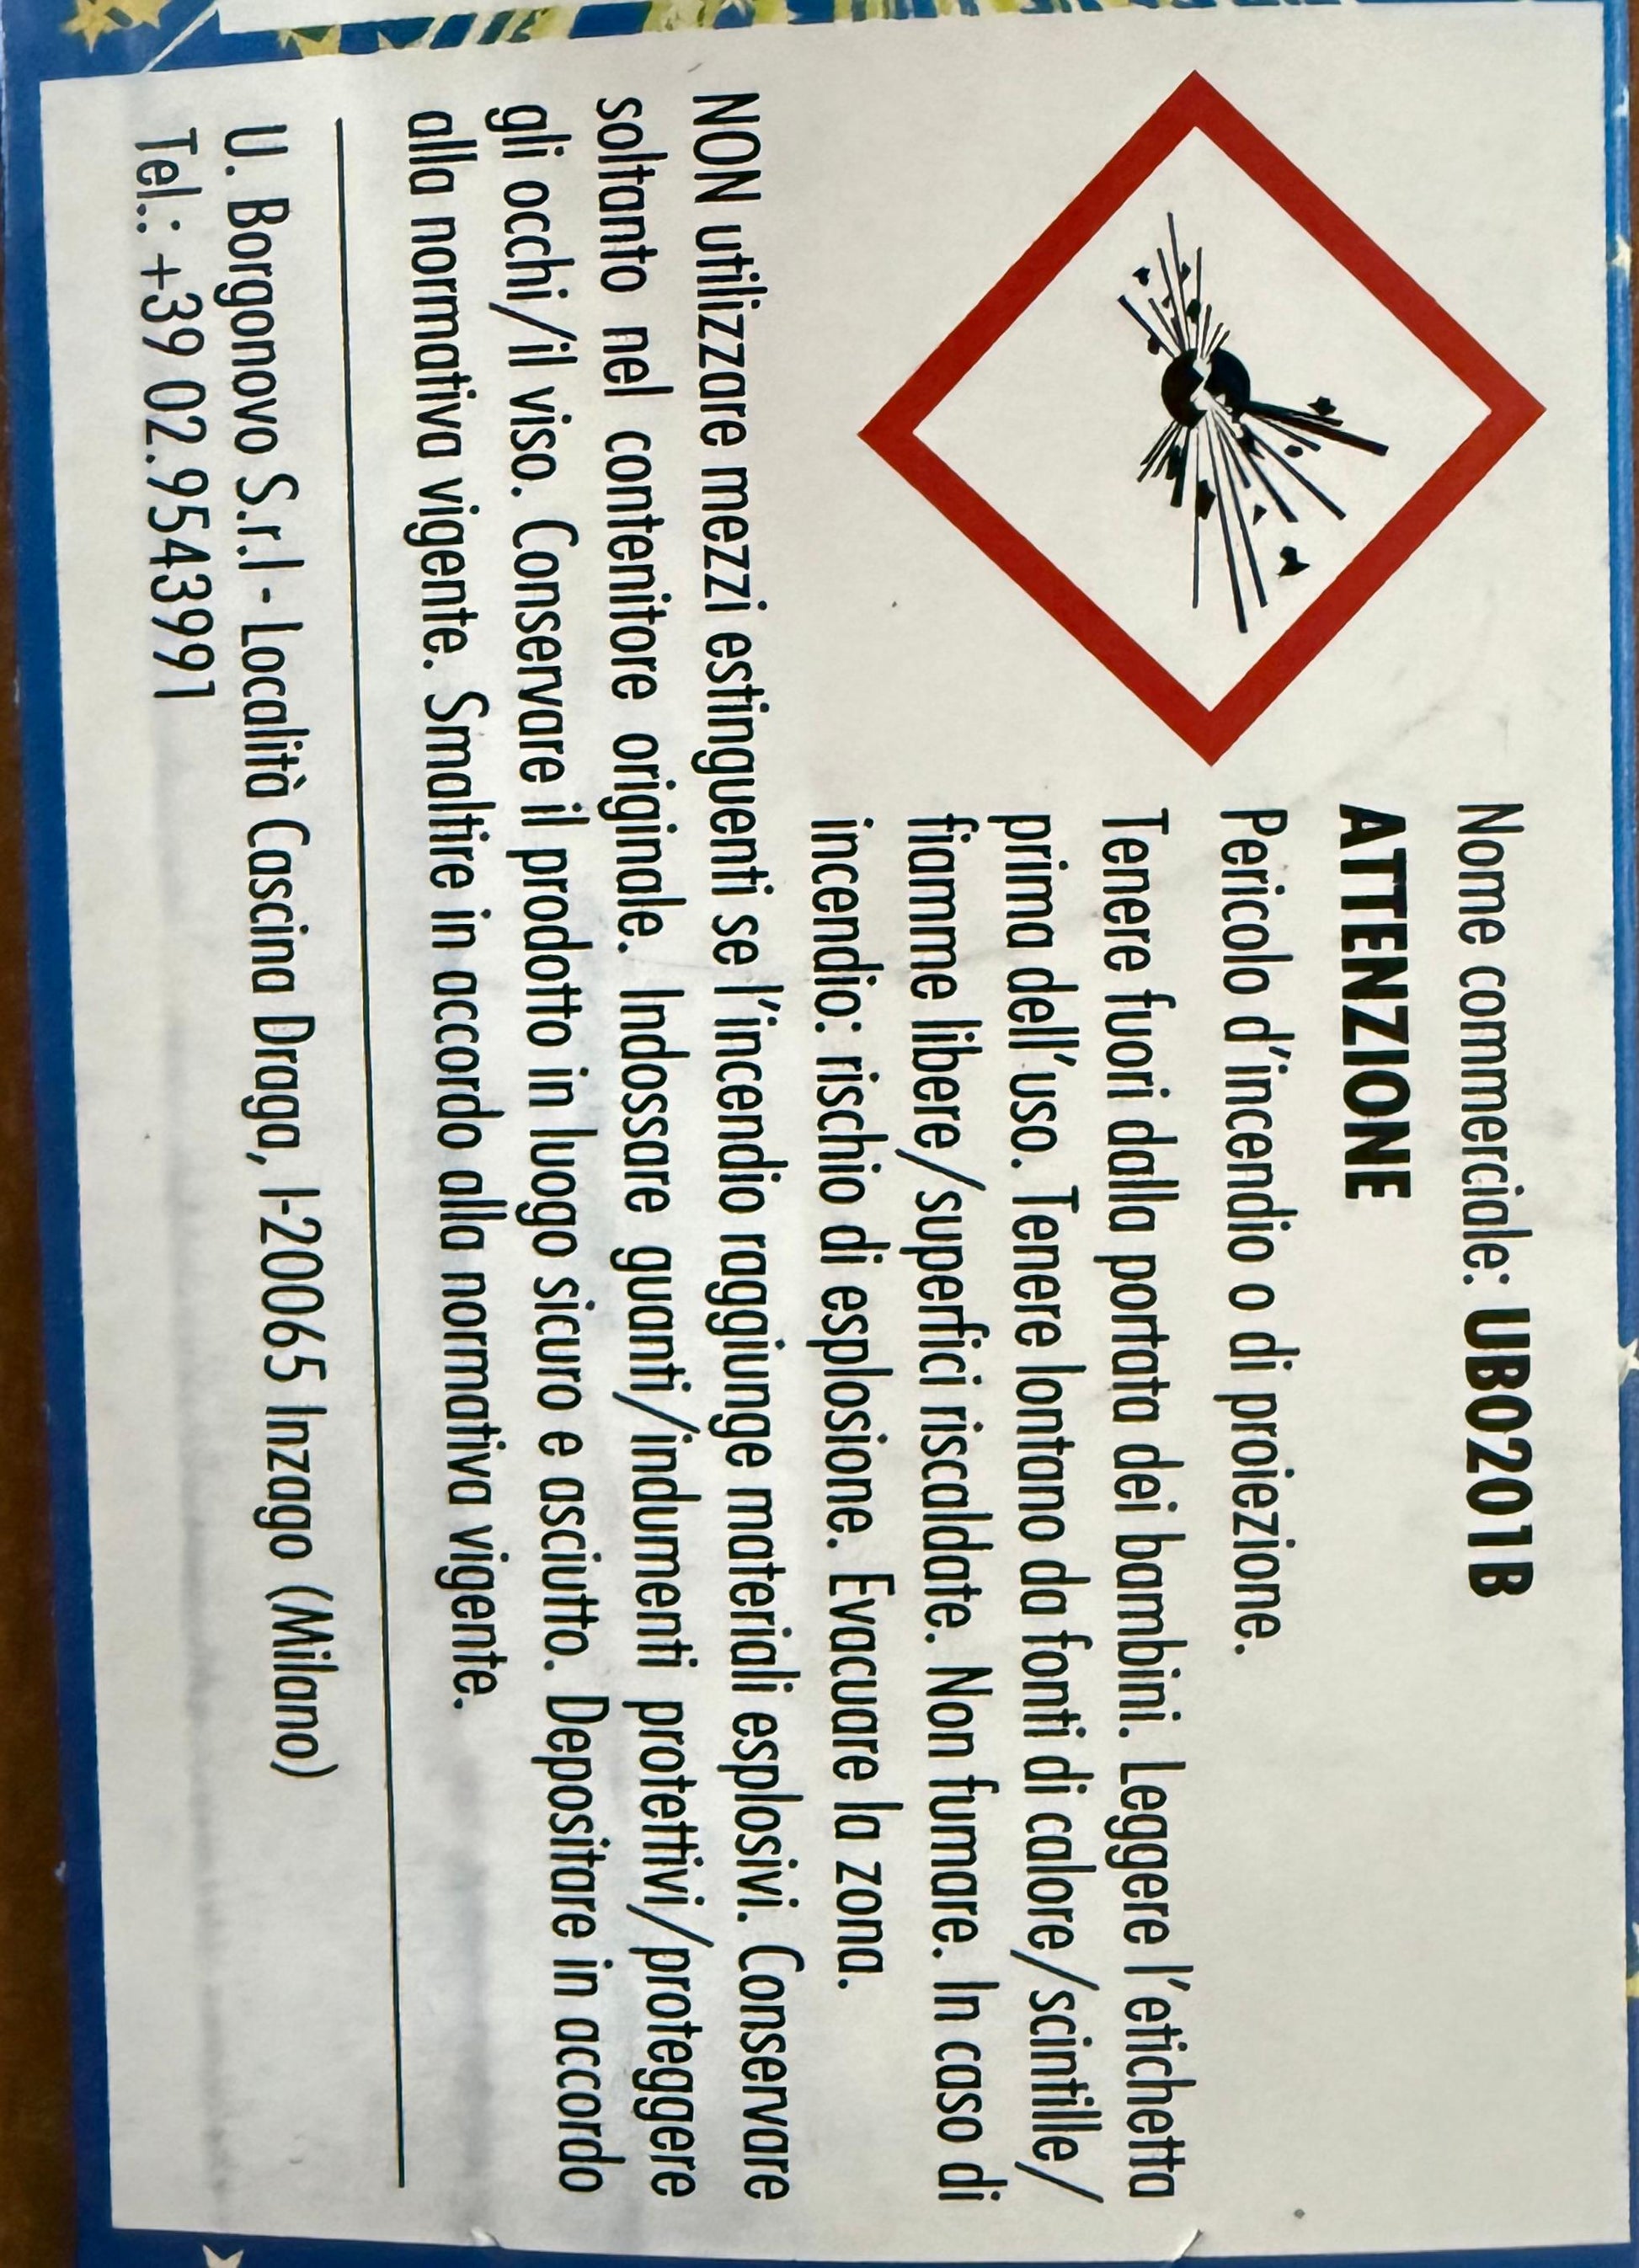 Nome commerciale: UBO201B
ATTENZIONE
Pericolo d'incendio o di proiezione.
Tenere fuori dalla portata dei bambini. Leggere l'etichetta
prima dell'uso. Tenere lontano da fonti di calore/scintille/
fiamme libere/superfici riscaldate. Non fumare. In caso di
incendio: rischio di esplosione. Evacuare la zona.
NON utilizzare mezzi estinguenti se l'incendio raggiunge materiali esplosivi. Conservare
soltanto nel contenitore originale. Indossare guanti/indumenti protettivi/proteggere
gli occhi/il viso. Conservare il prodotto in luogo sicuro e asciutto. Depositare in accordo
alla normativa vigente. Smaltire in accordo alla normativa vigente.
U. Borgonovo S.r.l - Località Cascina Draga, I-20065 Inzago (Milano)
Tel.: +39 02.9543991